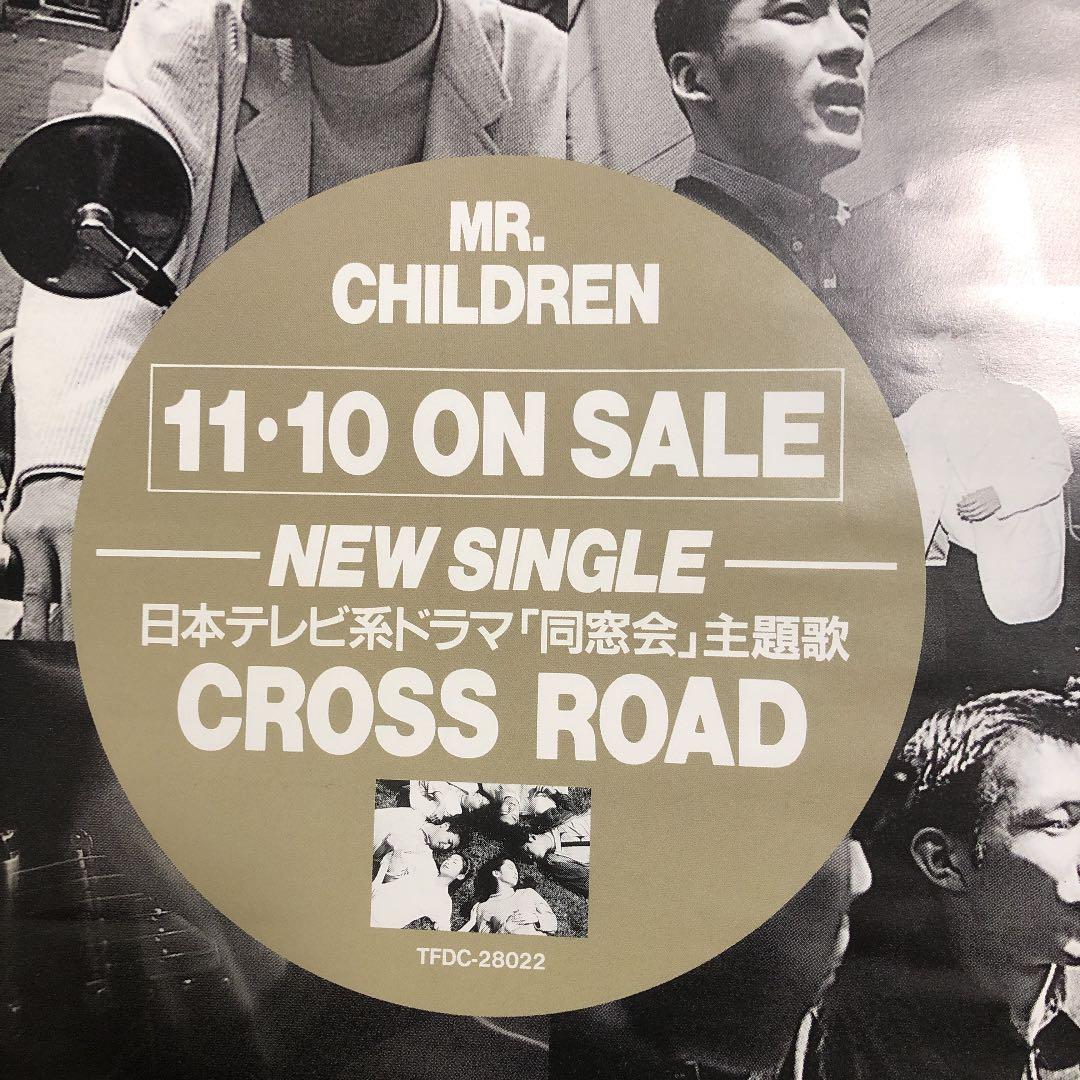 MR.
CHILDREN
11・10 ON SALE
NEW SINGLE
日本テレビ系ドラマ「同窓会」主題歌
CROSS ROAD
TFDC-28022